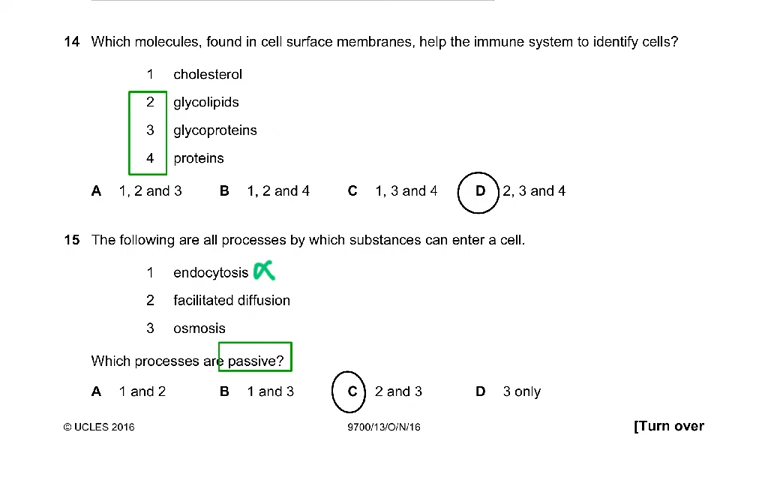 14 Which molecules, found in cell surface membranes, help the immune system to identify cells?
1 cholesterol
2 glycolipids
3 glycoproteins
4 proteins
A 1, 2 and 3 B 1, 2 and 4 C 1, 3 and 4 D 2, 3 and 4
15 The following are all processes by which substances can enter a cell.
1 endocytosis
2 facilitated diffusion
3 osmosis
Which processes are passive?
A 1 and 2 B 1 and 3 C 2 and 3 D 3 only
© UCLES 2016 9700/13/O/N/16 [Turn over